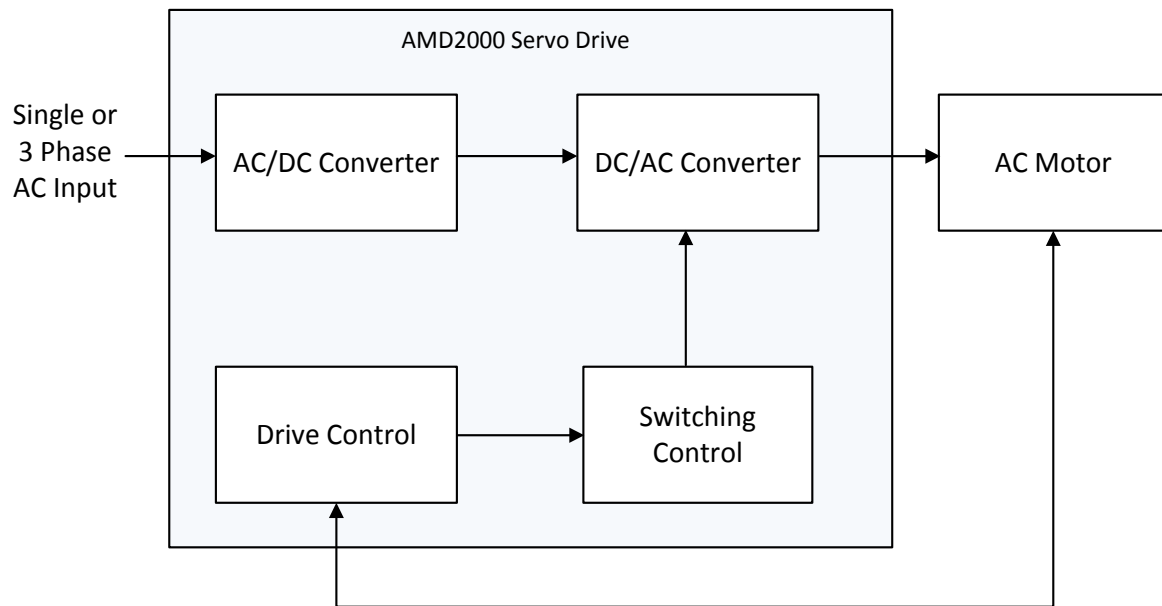 AMD2000 Servo Drive
Single or
3 Phase
AC Input
AC/DC Converter
DC/AC Converter
AC Motor
Drive Control
Switching
Control